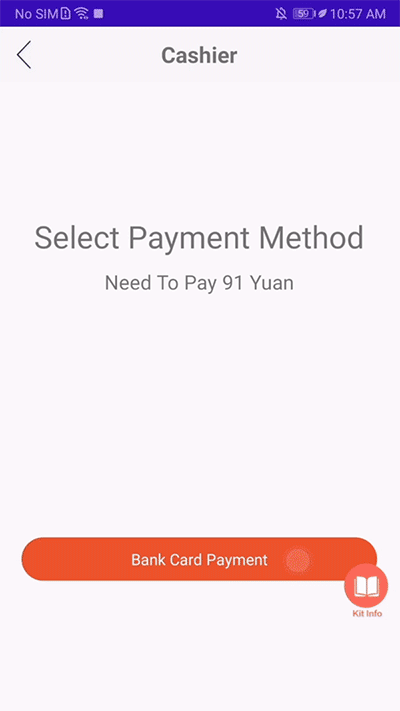 No SIM 59 10:57 AM
Cashier
Select Payment Method
Need To Pay 91 Yuan
Bank Card Payment
Kit Info